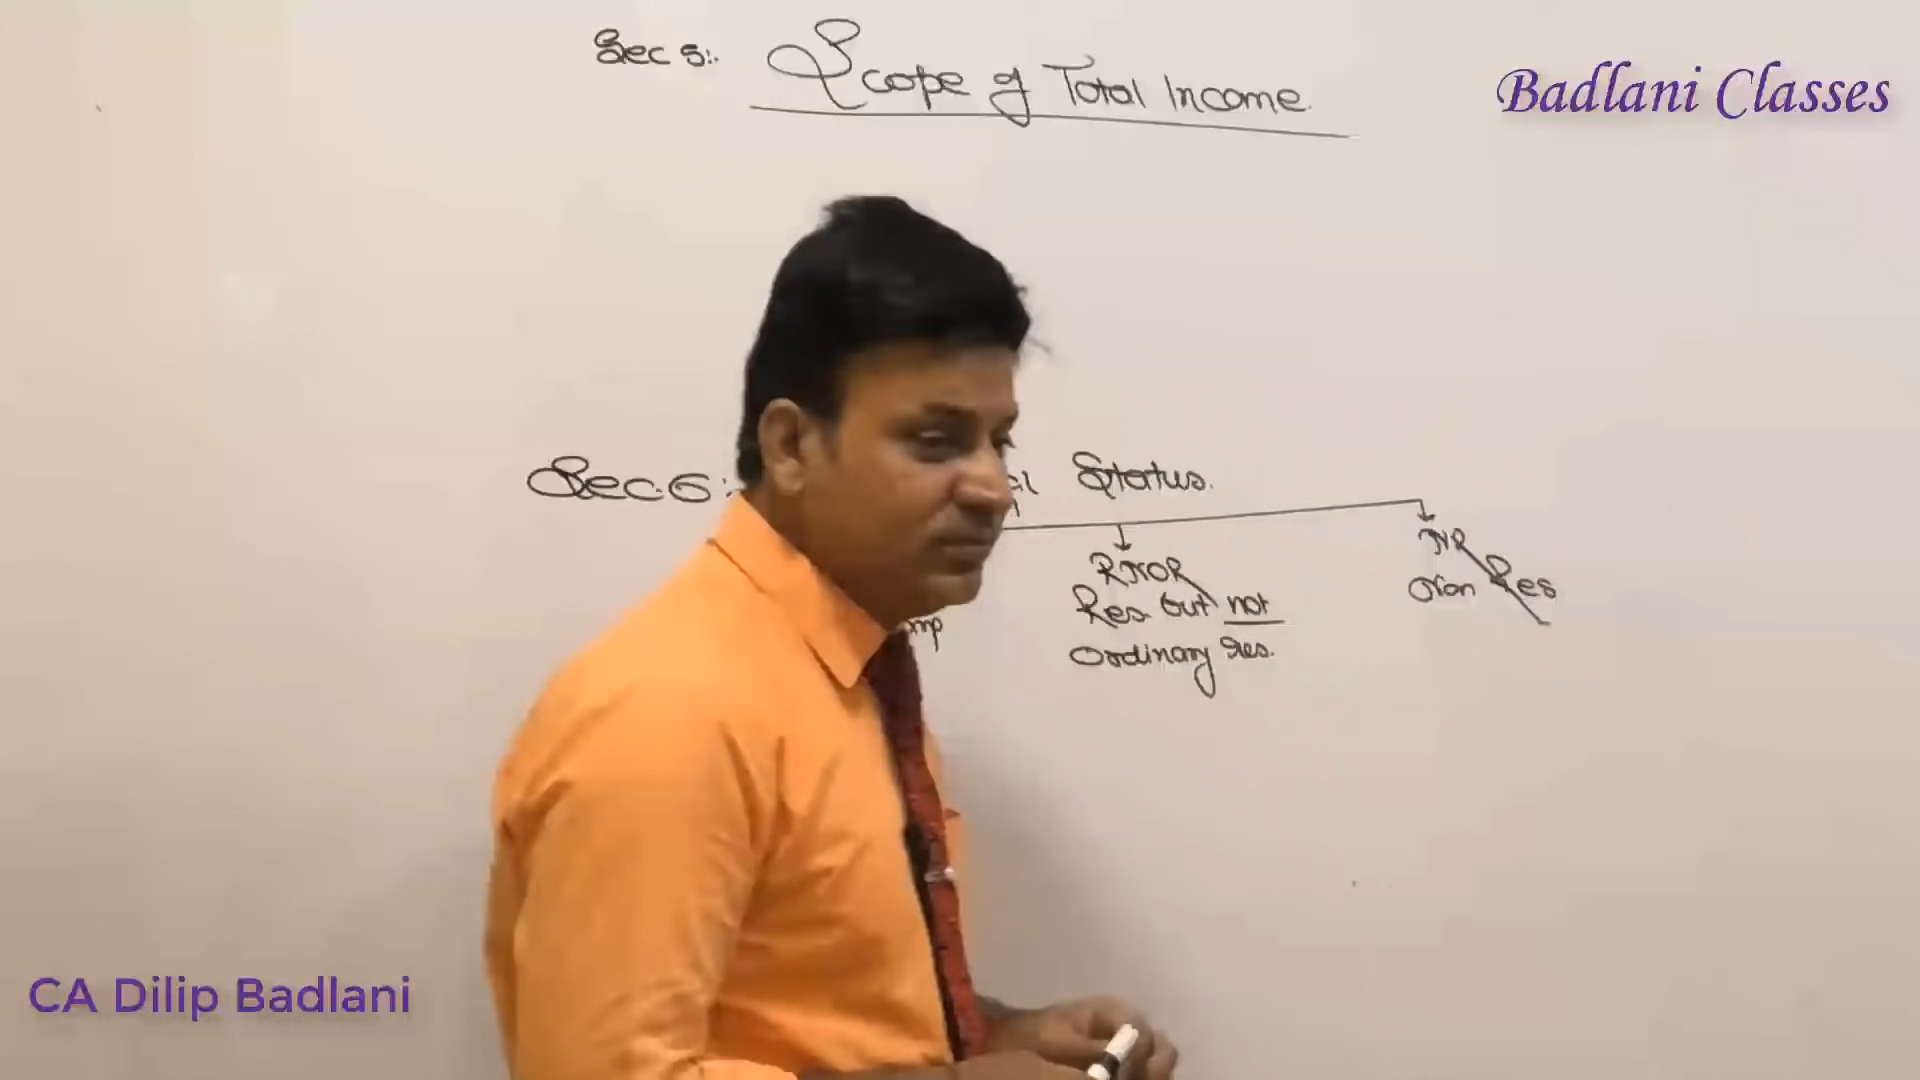 Sec 5:. Scope of Total Income.
Badlani Classes
Sec. 6:- Status.
RNOR
Res but not
Ordinary Res.
NR
Non Res
CA Dilip Badlani